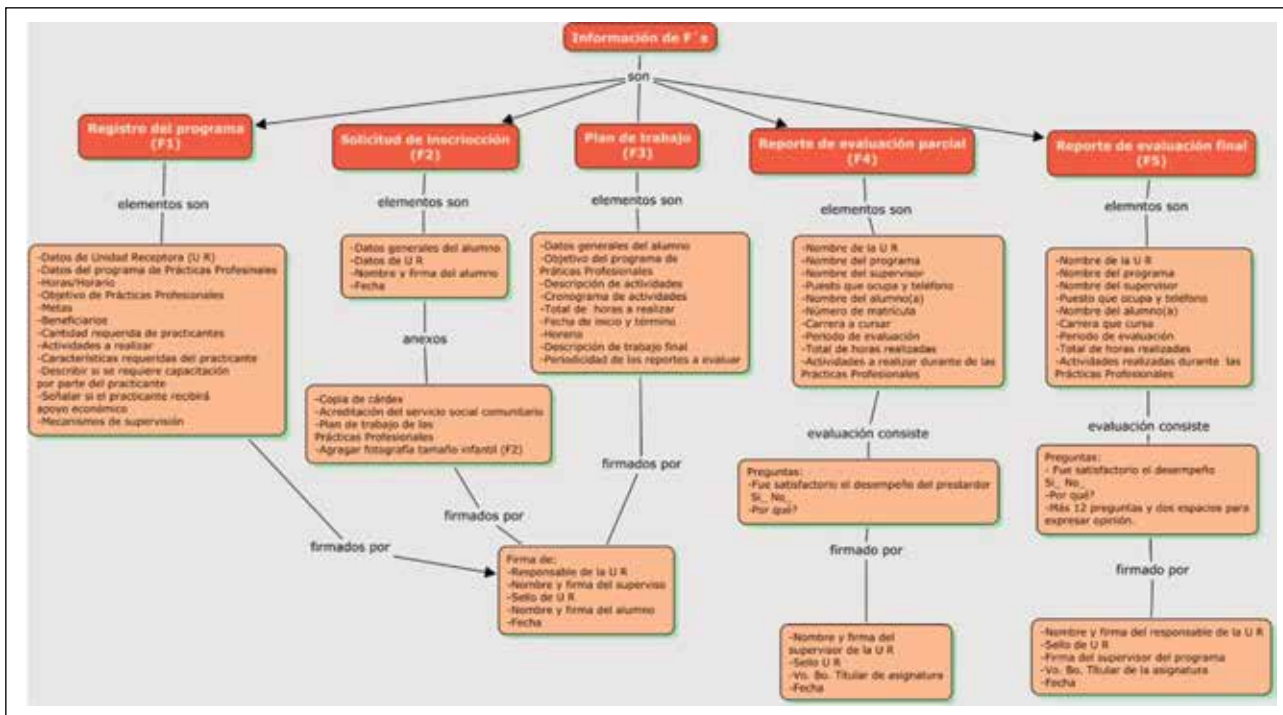 Información de F´s
son
Registro del programa
(F1)
Solicitud de inscriocción
(F2)
Plan de trabajo
(F3)
Reporte de evaluación parcial
(F4)
Reporte de evaluación final
(F5)
elementos son
elementos son
elementos son
elementos son
elemntos son
-Datos de Unidad Receptora (U R)
-Datos del programa de Prácticas Profesinales
-Horas/Horario
-Objetivo de Prácticas Profesionales
-Metas
-Beneficiarios
-Cantidad requerida de practicantes
-Actividades a realizar
-Características requeridas del practicante
-Describir si se requiere capacitación
por parte del practicante
-Señalar si el practicante recibirá
apoyo económico
-Mecanismos de supervisión
-Datos generales del alumno
-Datos de U R
-Nombre y firma del alumno
-Fecha
anexos
-Copia de cárdex
-Acreditación del servicio social comunitario
-Plan de trabajo de las
Prácticas Profesionales
-Agragar fotografía tamaño infantil (F2)
-Datos generales del alumno
-Objetivo del programa de
Práticas Profesionales
-Descripción de actividades
-Cronograma de actividades
-Total de horas a realizar
-Fecha de inicio y término
-Horerio
-Descripción de trabajo final
-Periodicidad de los reportes a evaluar
-Nombre de la U R
-Nombre del programa
-Nombre del supervisor
-Puesto que ocupa y teléfono
-Nombre del alumno(a)
-Número de matrícula
-Carrera a cursar
-Periodo de evaluación
-Total de horas realizadas
-Actividades a realizar durante de las
Prácticas Profesionales
-Nombre de la U R
-Nombre del programa
-Nombre del supervisor
-Puesto que ocupa y teléfono
-Nombre del alumno(a)
-Carrera que cursa
-Periodo de evaluación
-Total de horas realizadas
-Actividades realizadas durante las
Prácticas Profesionales
evaluación consiste
evaluación consiste
Preguntas:
-Fue satisfactorio el desempeño del prestardor
Si_ No_
-Por qué?
Preguntas:
- Fue satisfactorio el desempeño
Si_ No_
-Por qué?
-Más 12 preguntas y dos espacios para
expresar opinión.
firmados por
firmados por
firmados por
firmado por
firmado por
Firma de:
-Responsable de la U R
-Nombre y firma del superviso
-Sello de U R
-Nombre y firma del alumno
-Fecha
-Nombre y firma del
supervisor de la U R
-Sello U R
-Vo. Bo. Titular de asignatura
-Fecha
-Nombre y firma del responsable de la U R
-Sello de U R
-Firma del supervisor del programa
-Vo. Bo. Titular de la asignatura
-Fecha